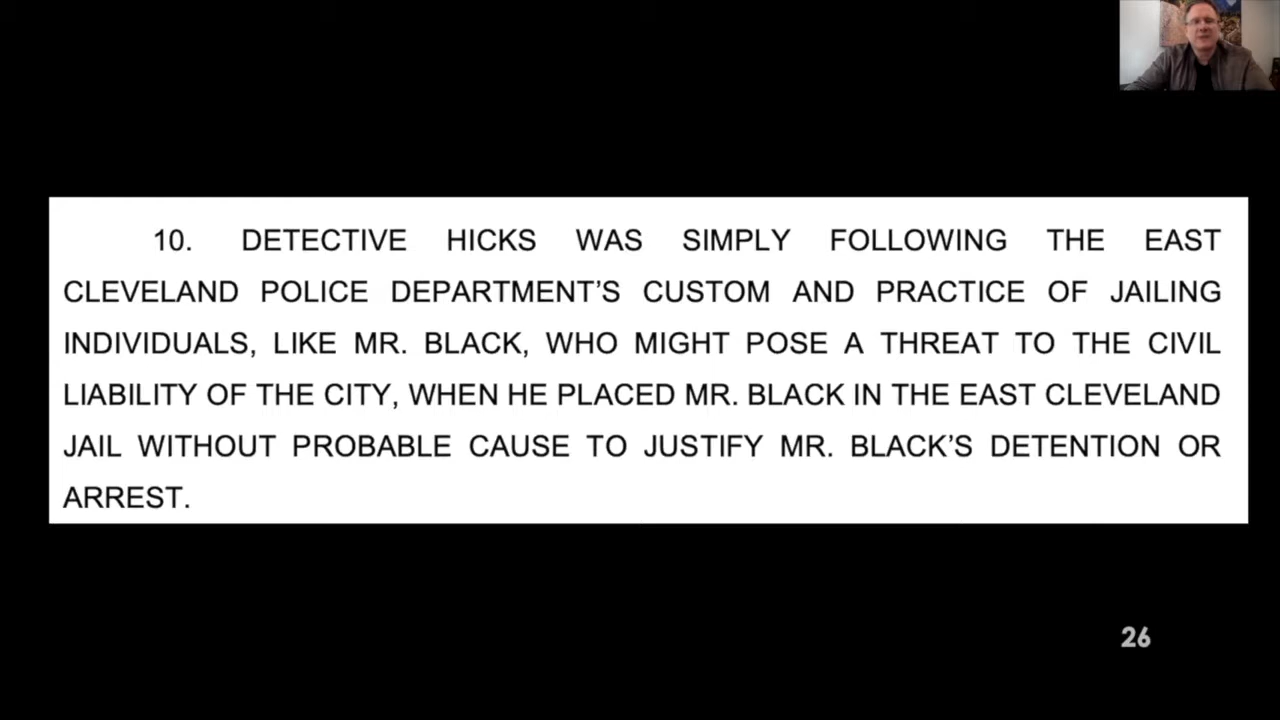 10. DETECTIVE HICKS WAS SIMPLY FOLLOWING THE EAST
CLEVELAND POLICE DEPARTMENT’S CUSTOM AND PRACTICE OF JAILING
INDIVIDUALS, LIKE MR. BLACK, WHO MIGHT POSE A THREAT TO THE CIVIL
LIABILITY OF THE CITY, WHEN HE PLACED MR. BLACK IN THE EAST CLEVELAND
JAIL WITHOUT PROBABLE CAUSE TO JUSTIFY MR. BLACK’S DETENTION OR
ARREST.
26